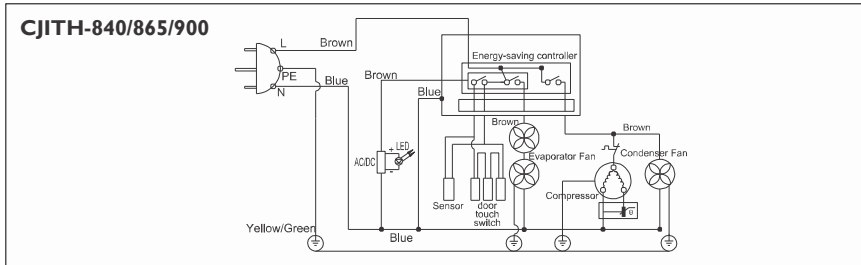 CJITH-840/865/900
L
Brown
PE
N
Blue
Energy-saving controller
Brown
Blue
Brown
Brown
LED
+
AC/DC
-
Evaporator Fan
Condenser Fan
Compressor
Sensor
door
touch
switch
θ
Yellow/Green
Blue